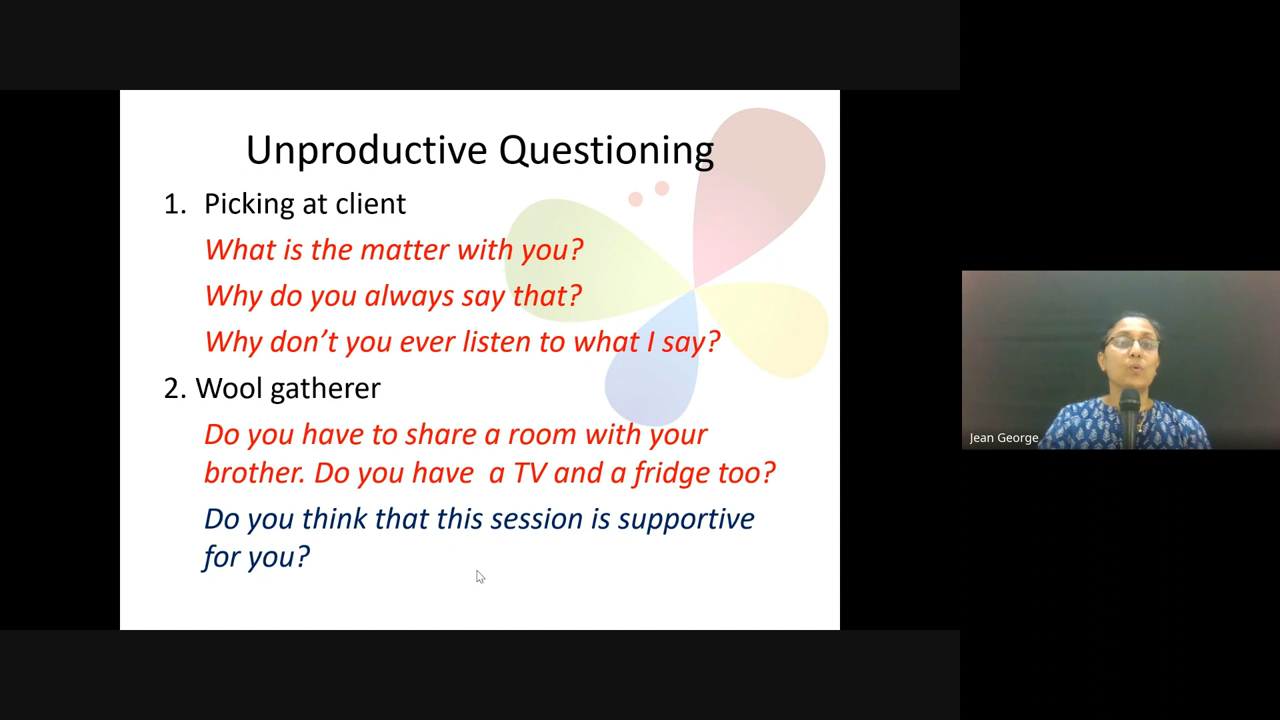 Unproductive Questioning
1. Picking at client
What is the matter with you?
Why do you always say that?
Why don’t you ever listen to what I say?
2. Wool gatherer
Do you have to share a room with your
brother. Do you have a TV and a fridge too?
Do you think that this session is supportive
for you?
Jean George